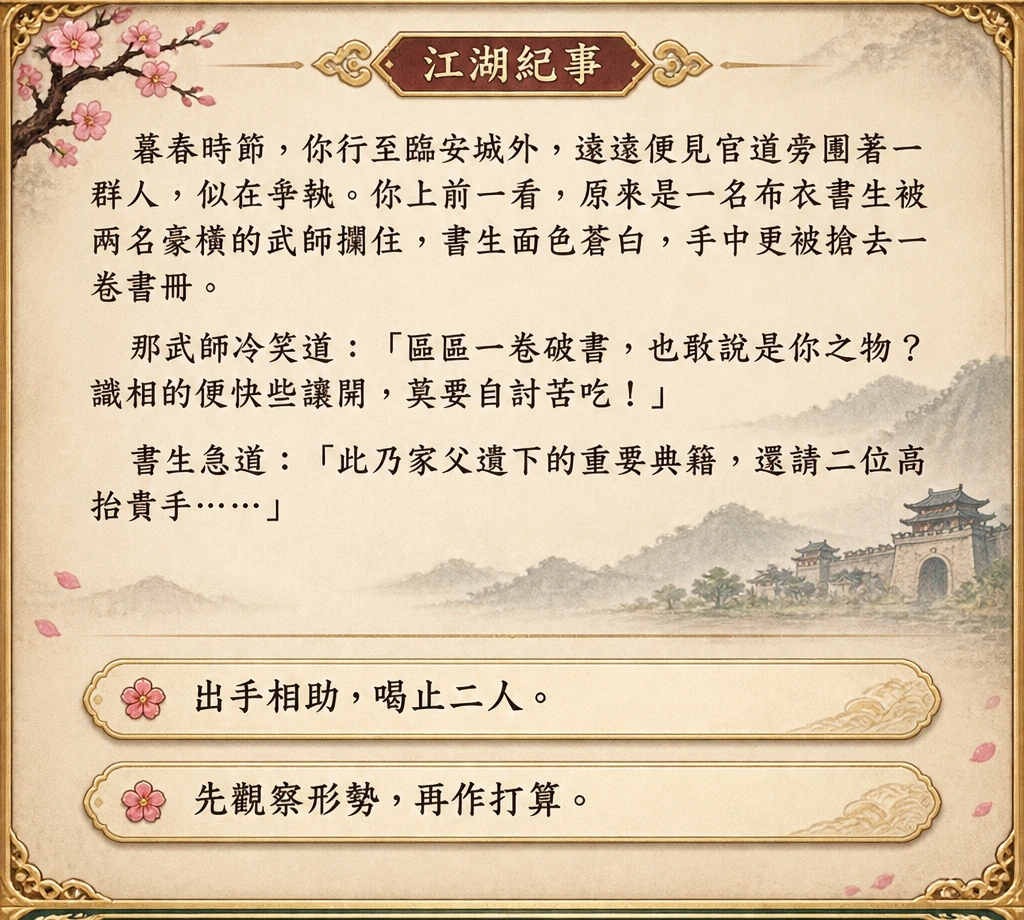 江湖紀事
暮春時節，你行至臨安城外，遠遠便見官道旁圍著一
群人，似在爭執。你上前一看，原來是一名布衣書生被
兩名豪橫的武師攔住，書生面色蒼白，手中更被搶去一
卷書冊。
那武師冷笑道：「區區一卷破書，也敢說是你之物？
識相的便快些讓開，莫要自討苦吃！」
書生急道：「此乃家父遺下的重要典籍，還請二位高
抬貴手……」
出手相助，喝止二人。
先觀察形勢，再作打算。